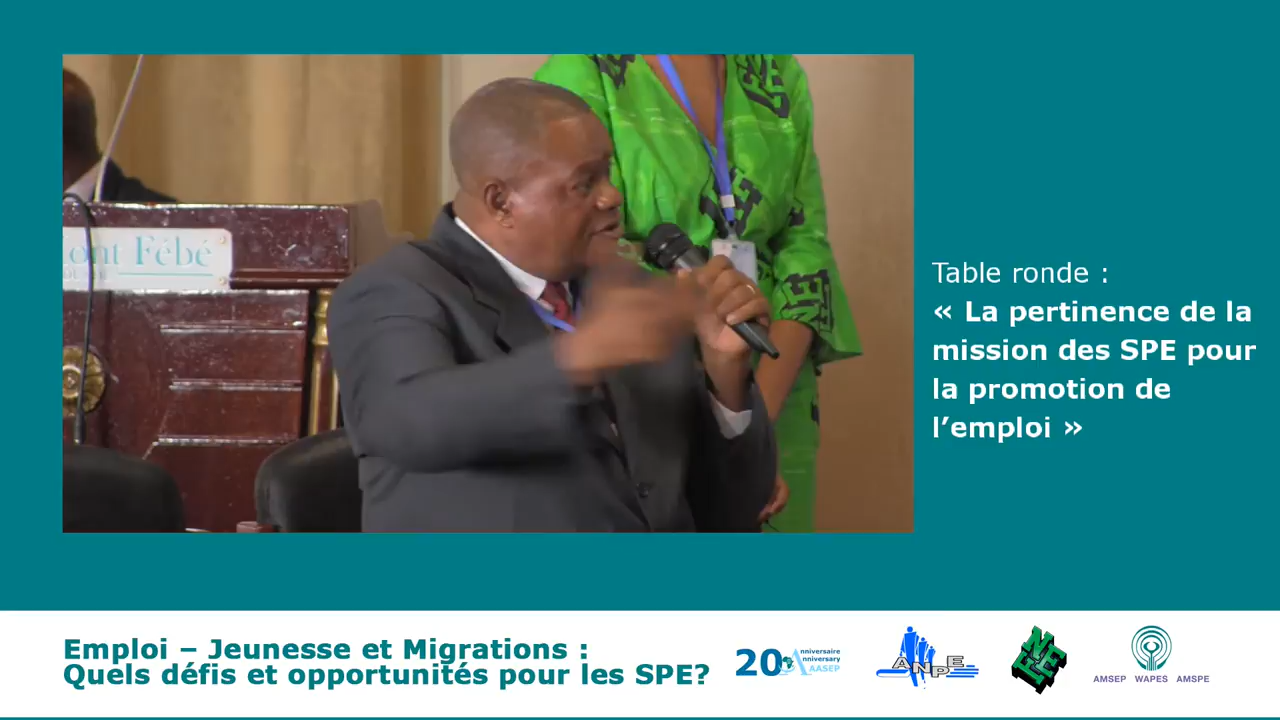 ont Fébé
Table ronde :
« La pertinence de la
mission des SPE pour
la promotion de
l’emploi »
Emploi – Jeunesse et Migrations :
Quels défis et opportunités pour les SPE?
20 Anniversaire
Anniversary
AASEP
ANPE
FNE
AMSEP WAPES AMSPE